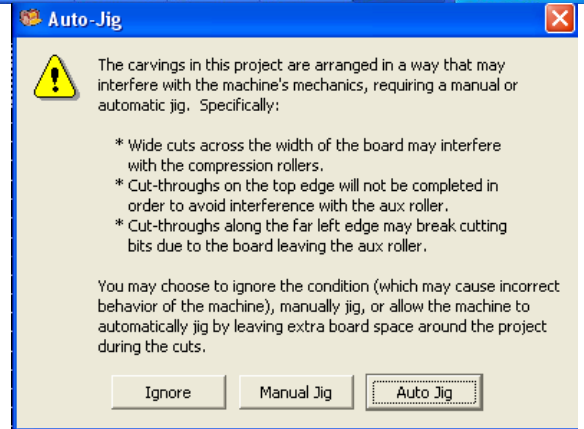 Auto-Jig
The carvings in this project are arranged in a way that may
interfere with the machine's mechanics, requiring a manual or
automatic jig. Specifically:
* Wide cuts across the width of the board may interfere
with the compression rollers.
* Cut-throughs on the top edge will not be completed in
order to avoid interference with the aux roller.
* Cut-throughs along the far left edge may break cutting
bits due to the board leaving the aux roller.
You may choose to ignore the condition (which may cause incorrect
behavior of the machine), manually jig, or allow the machine to
automatically jig by leaving extra board space around the project
during the cuts.
Ignore Manual Jig Auto Jig